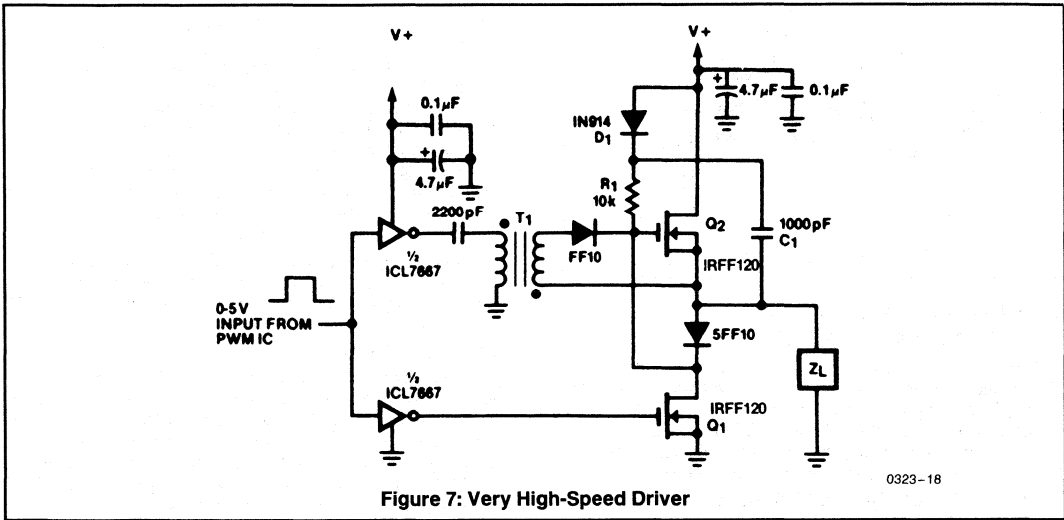 V+
V+
0.1μF
+
4.7μF
+
4.7μF
0.1μF
IN914
D1
R1
10k
2200pF
T1
Q2
1000pF
C1
½
ICL7667
FF10
IRFF120
0-5V
INPUT FROM
PWM IC
5FF10
ZL
½
ICL7667
IRFF120
Q1
0323-18
Figure 7: Very High-Speed Driver